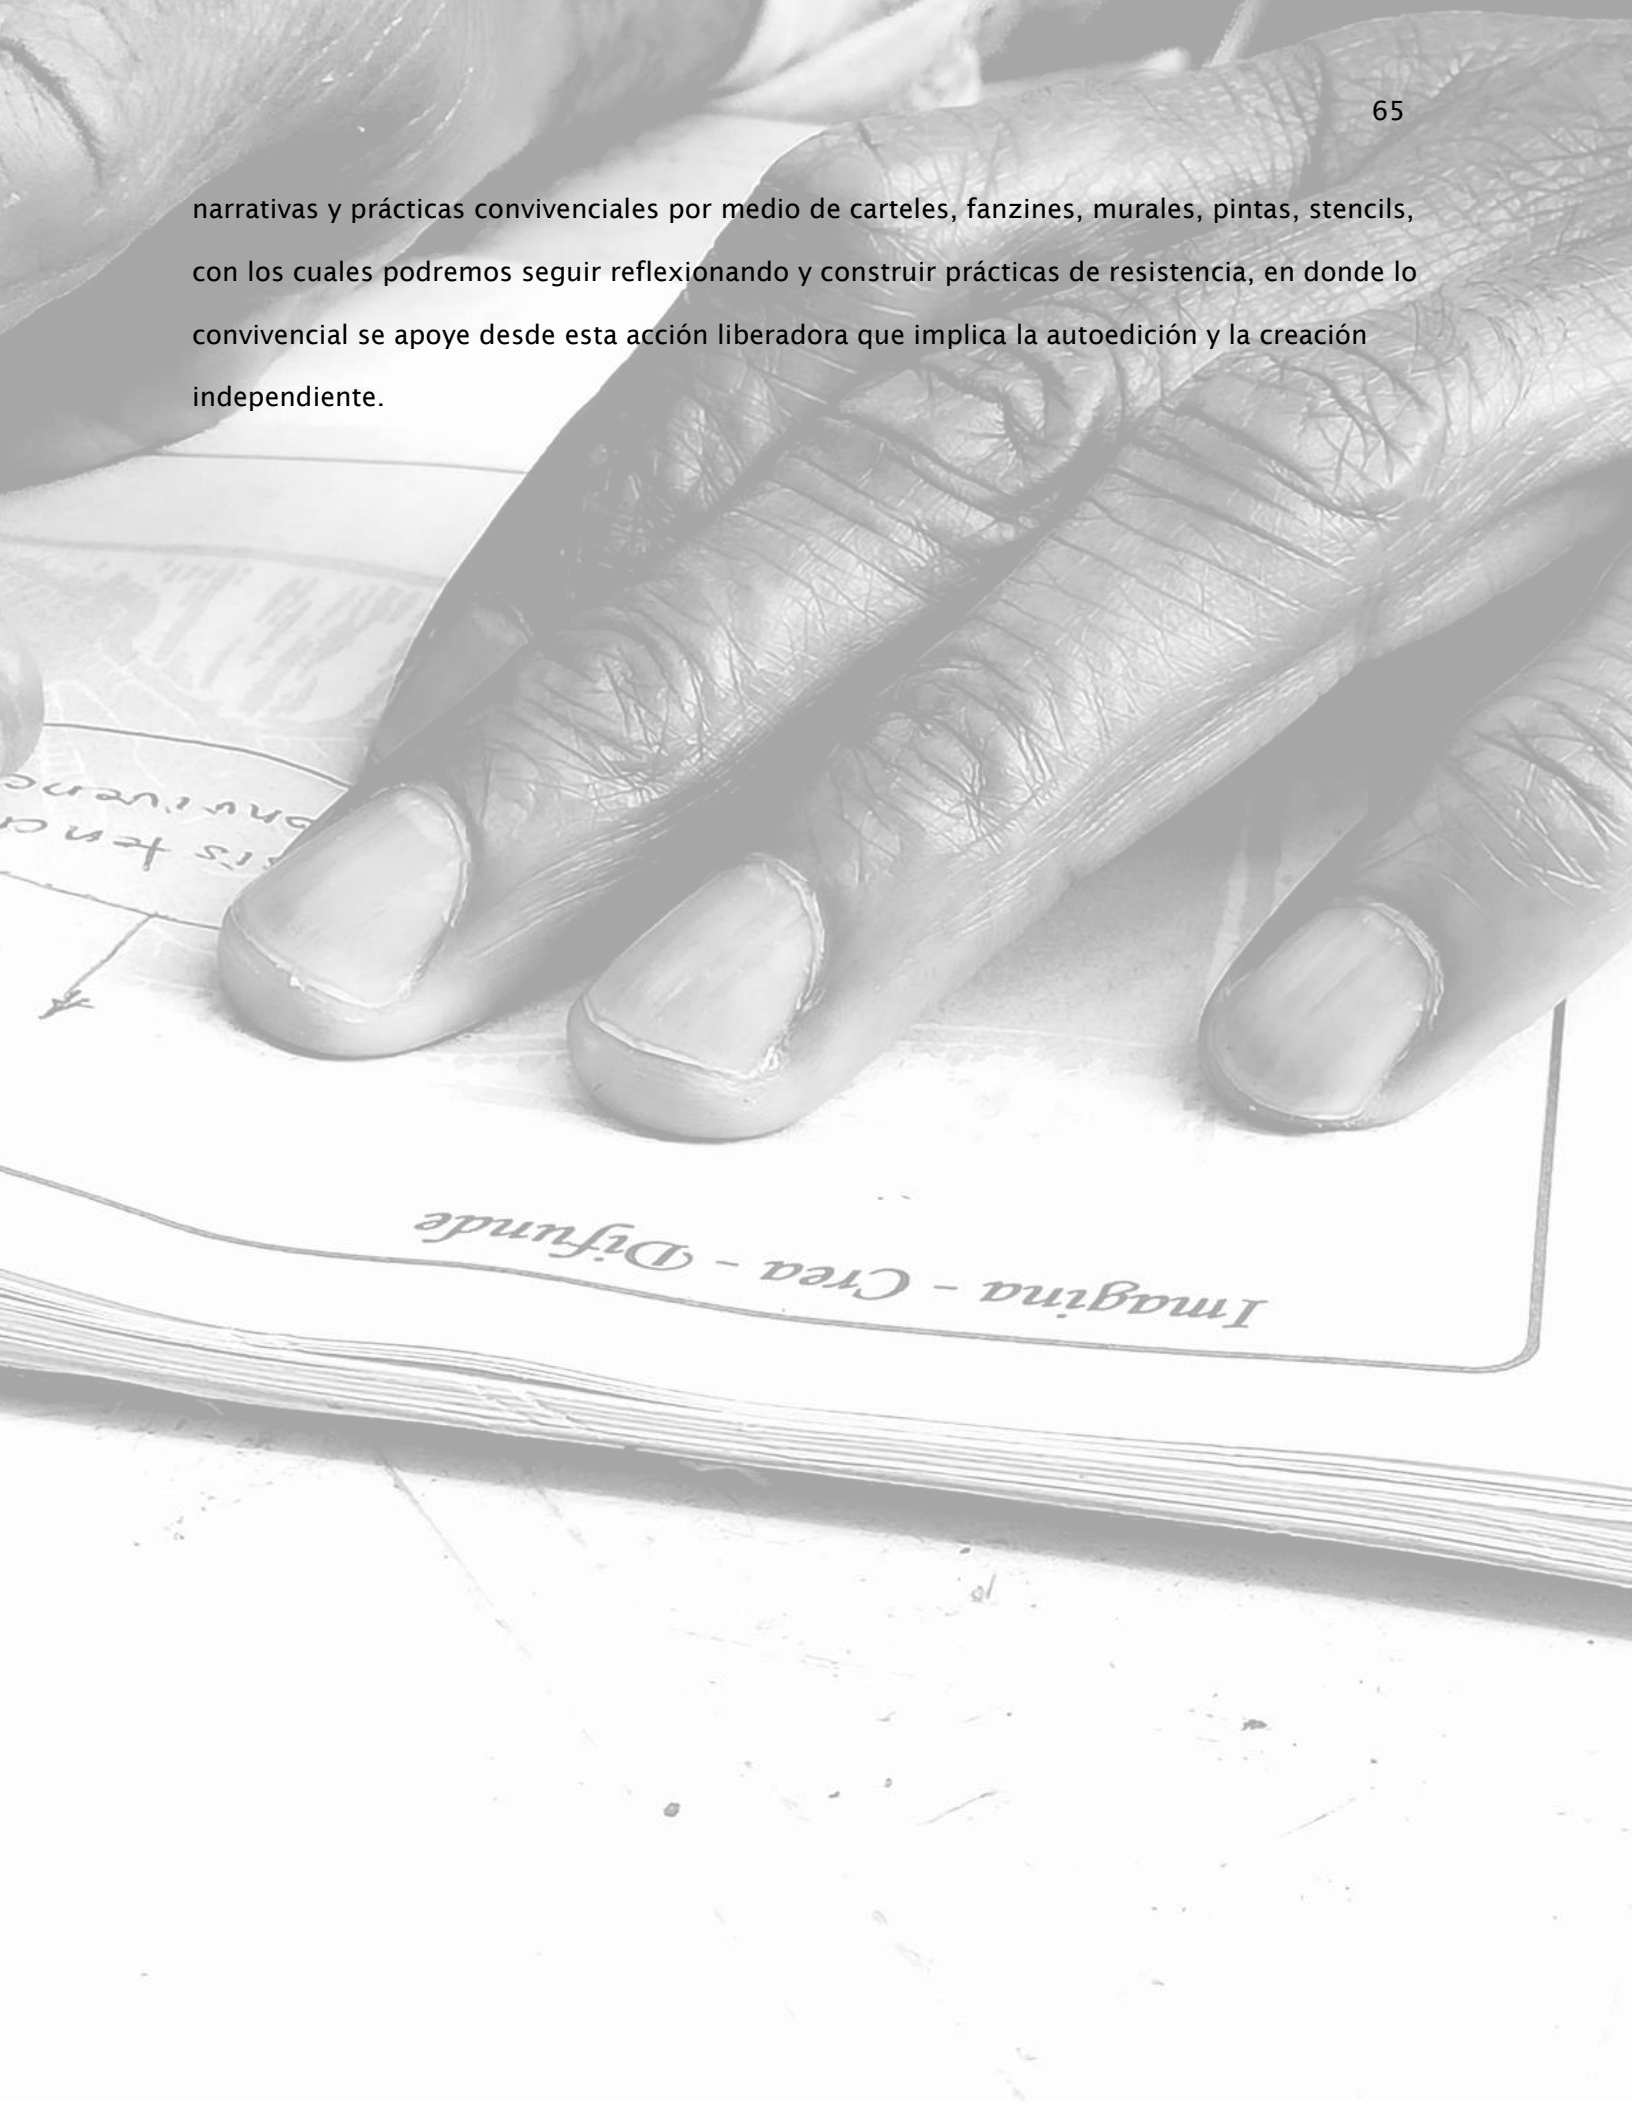 65
narrativas y prácticas convivenciales por medio de carteles, fanzines, murales, pintas, stencils,
con los cuales podremos seguir reflexionando y construir prácticas de resistencia, en donde lo
convivencial se apoye desde esta acción liberadora que implica la autoedición y la creación
independiente.
Imagina - Crea - Difunde